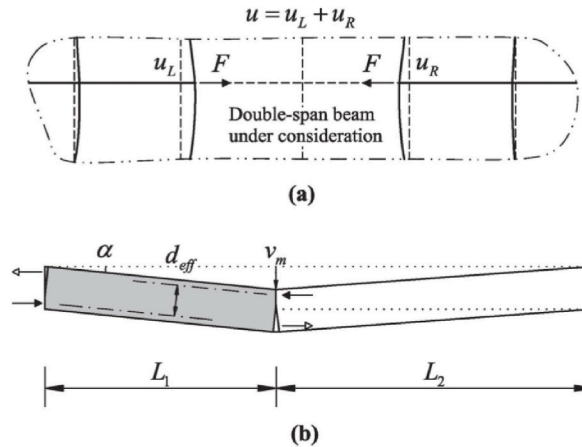 u = u_L + u_R
u_L F F u_R
Double-span beam
under consideration
(a)
α d_eff v_m
L_1 L_2
(b)